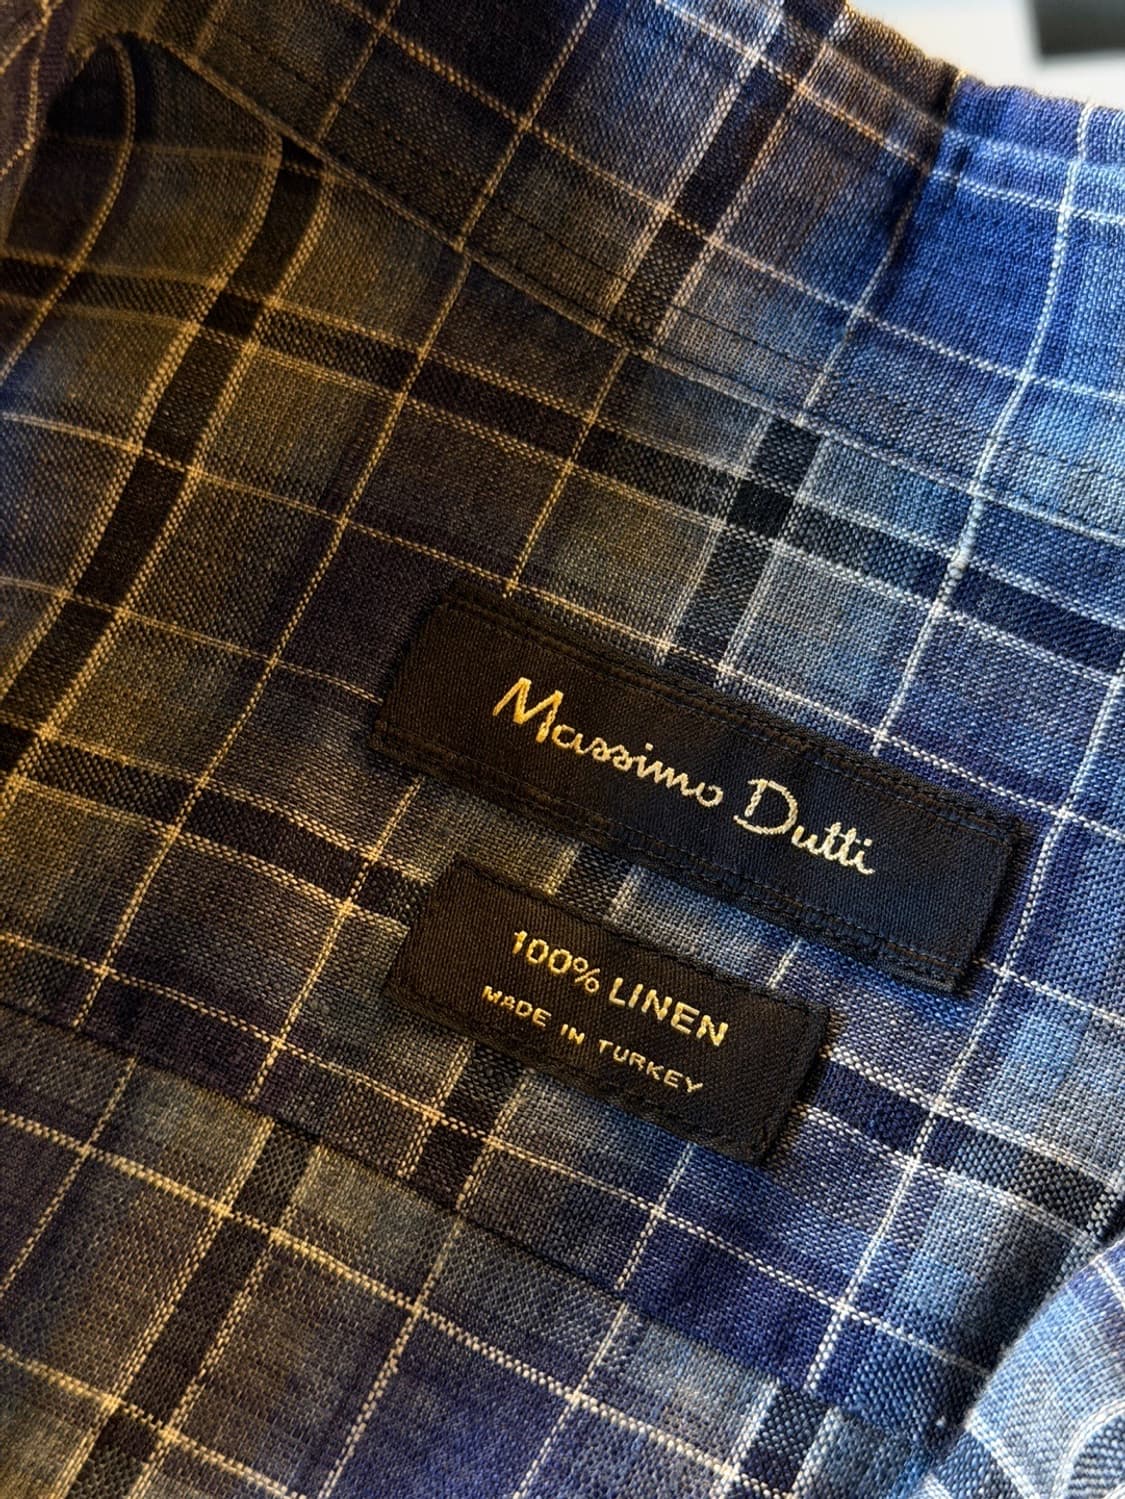 Massimo Dutti
100% LINEN
MADE IN TURKEY